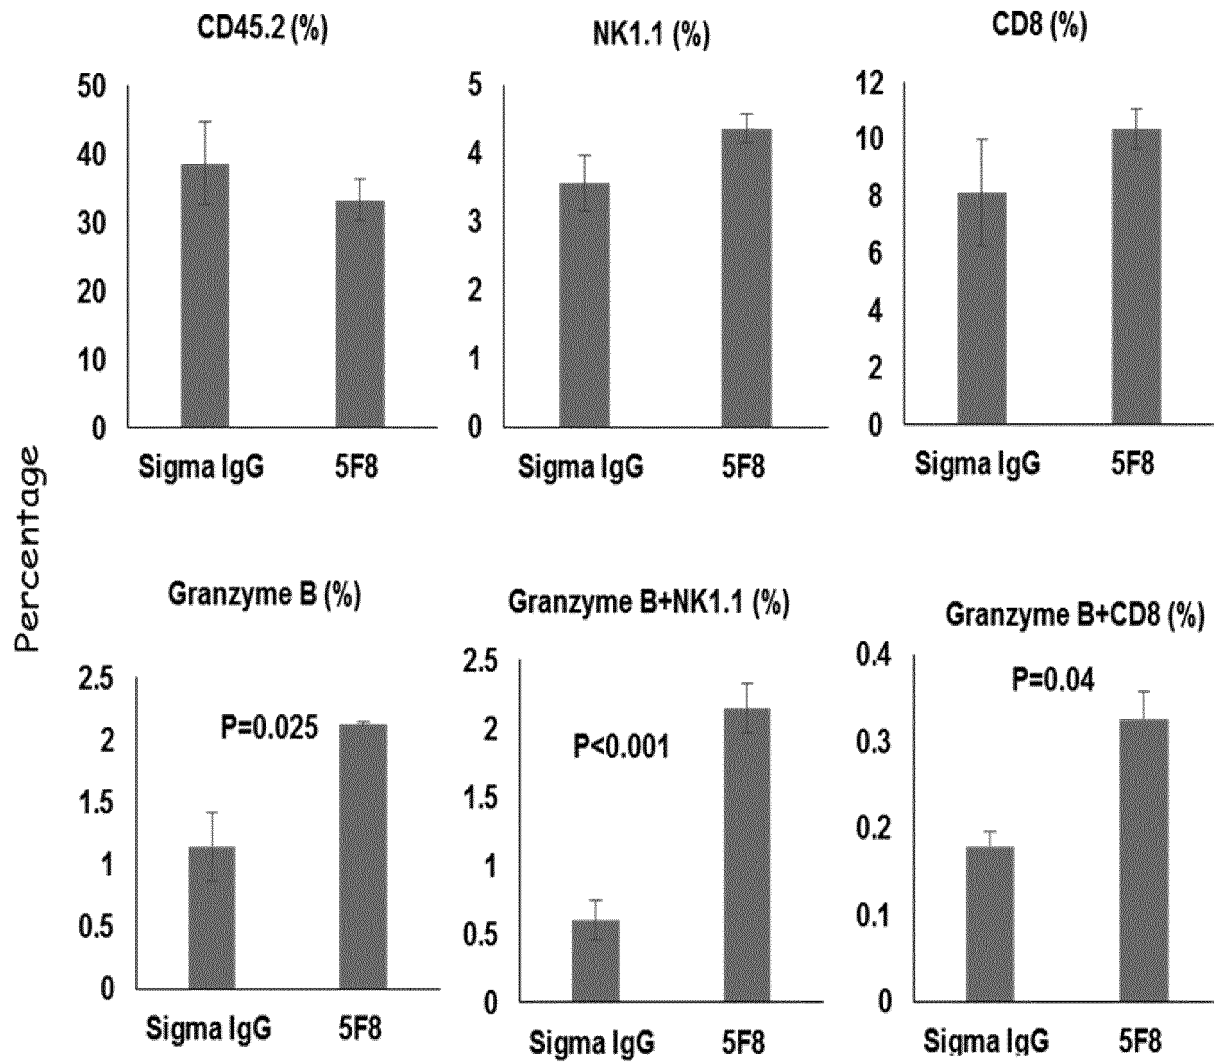 CD45.2 (%)
50
40
30
20
10
0
Sigma IgG 5F8
NK1.1 (%)
5
4
3
2
1
0
Sigma IgG 5F8
CD8 (%)
12
10
8
6
4
2
0
Sigma IgG 5F8
Percentage
Granzyme B (%)
2.5
2
1.5
1
0.5
0
P=0.025
Sigma IgG 5F8
Granzyme B+NK1.1 (%)
2.5
2
1.5
1
0.5
0
P<0.001
Sigma IgG 5F8
Granzyme B+CD8 (%)
0.4
0.3
0.2
0.1
0
P=0.04
Sigma IgG 5F8